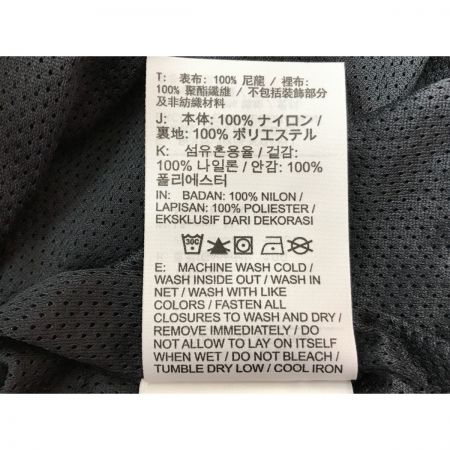 T: 表布: 100% 尼龍 / 裡布:
100% 聚酯纖維 / 不包括裝飾部分
及非紡織材料
J: 本体: 100% ナイロン /
裏地: 100% ポリエステル
K: 섬유혼용율 / 겉감:
100% 나일론 / 안감: 100%
폴리에스터
IN: BADAN: 100% NILON /
LAPISAN: 100% POLIESTER /
EKSKLUSIF DARI DEKORASI
30C
E: MACHINE WASH COLD /
WASH INSIDE OUT / WASH IN
NET / WASH WITH LIKE
COLORS / FASTEN ALL
CLOSURES TO WASH AND DRY /
REMOVE IMMEDIATELY / DO
NOT ALLOW TO LAY ON ITSELF
WHEN WET / DO NOT BLEACH /
TUMBLE DRY LOW / COOL IRON